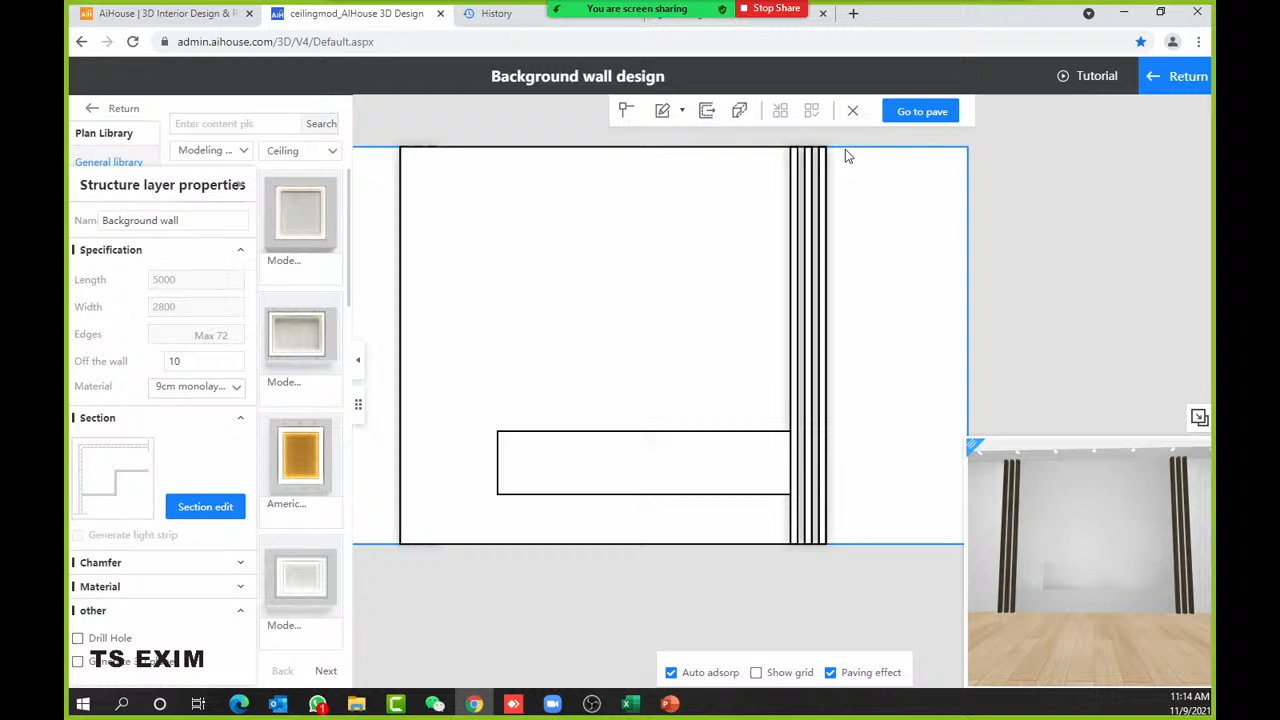 AiHouse | 3D Interior Design & F
ceilingmod_AIHouse 3D Design
History
You are screen sharing
Stop Share
admin.aihouse.com/3D/V4/Default.aspx
Background wall design
Tutorial
Return
Return
Enter content pls
Search
Go to pave
Plan Library
Modeling ...
Ceiling
General library
Structure layer properties
Name
Background wall
Specification
Mode...
Length
5000
Width
2800
Edges
Max 72
Off the wall
10
Material
9cm monolay...
Mode...
Section
Section edit
Americ...
Generate light strip
Chamfer
Material
other
Mode...
Drill Hole
TS EXIM
Back
Next
Auto adsorp
Show grid
Paving effect
11:14 AM
11/9/2021